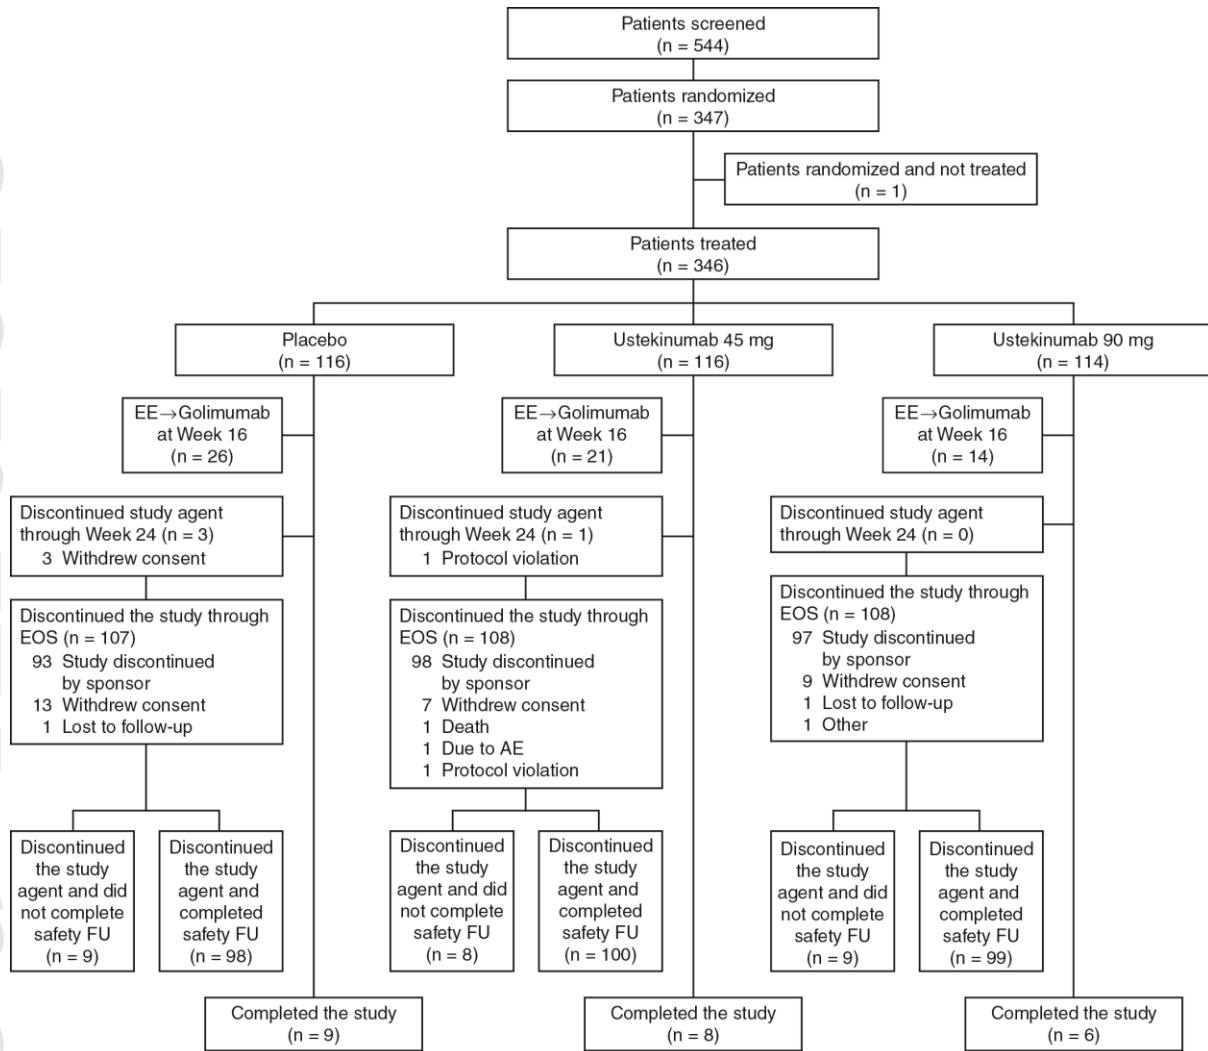 Patients screened
(n = 544)
Patients randomized
(n = 347)
Patients randomized and not treated
(n = 1)
Patients treated
(n = 346)
Placebo
(n = 116)
Ustekinumab 45 mg
(n = 116)
Ustekinumab 90 mg
(n = 114)
EE→Golimumab
at Week 16
(n = 26)
EE→Golimumab
at Week 16
(n = 21)
EE→Golimumab
at Week 16
(n = 14)
Discontinued study agent
through Week 24 (n = 3)
3 Withdrew consent
Discontinued study agent
through Week 24 (n = 1)
1 Protocol violation
Discontinued study agent
through Week 24 (n = 0)
Discontinued the study through
EOS (n = 107)
93 Study discontinued
by sponsor
13 Withdrew consent
1 Lost to follow-up
Discontinued the study through
EOS (n = 108)
98 Study discontinued
by sponsor
7 Withdrew consent
1 Death
1 Due to AE
1 Protocol violation
Discontinued the study through
EOS (n = 108)
97 Study discontinued
by sponsor
9 Withdrew consent
1 Lost to follow-up
1 Other
Discontinued
the study
agent and did
not complete
safety FU
(n = 9)
Discontinued
the study
agent and
completed
safety FU
(n = 98)
Discontinued
the study
agent and did
not complete
safety FU
(n = 8)
Discontinued
the study
agent and
completed
safety FU
(n = 100)
Discontinued
the study
agent and did
not complete
safety FU
(n = 9)
Discontinued
the study
agent and
completed
safety FU
(n = 99)
Completed the study
(n = 9)
Completed the study
(n = 8)
Completed the study
(n = 6)